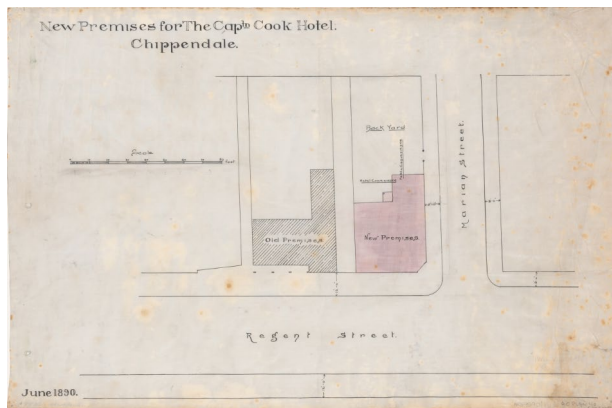 New Premises for The Capᵗⁿ Cook Hotel.
Chippendale.
Scale
Back Yard
Marian Street.
Old Premises
New Premises
Regent Street.
June 1896.